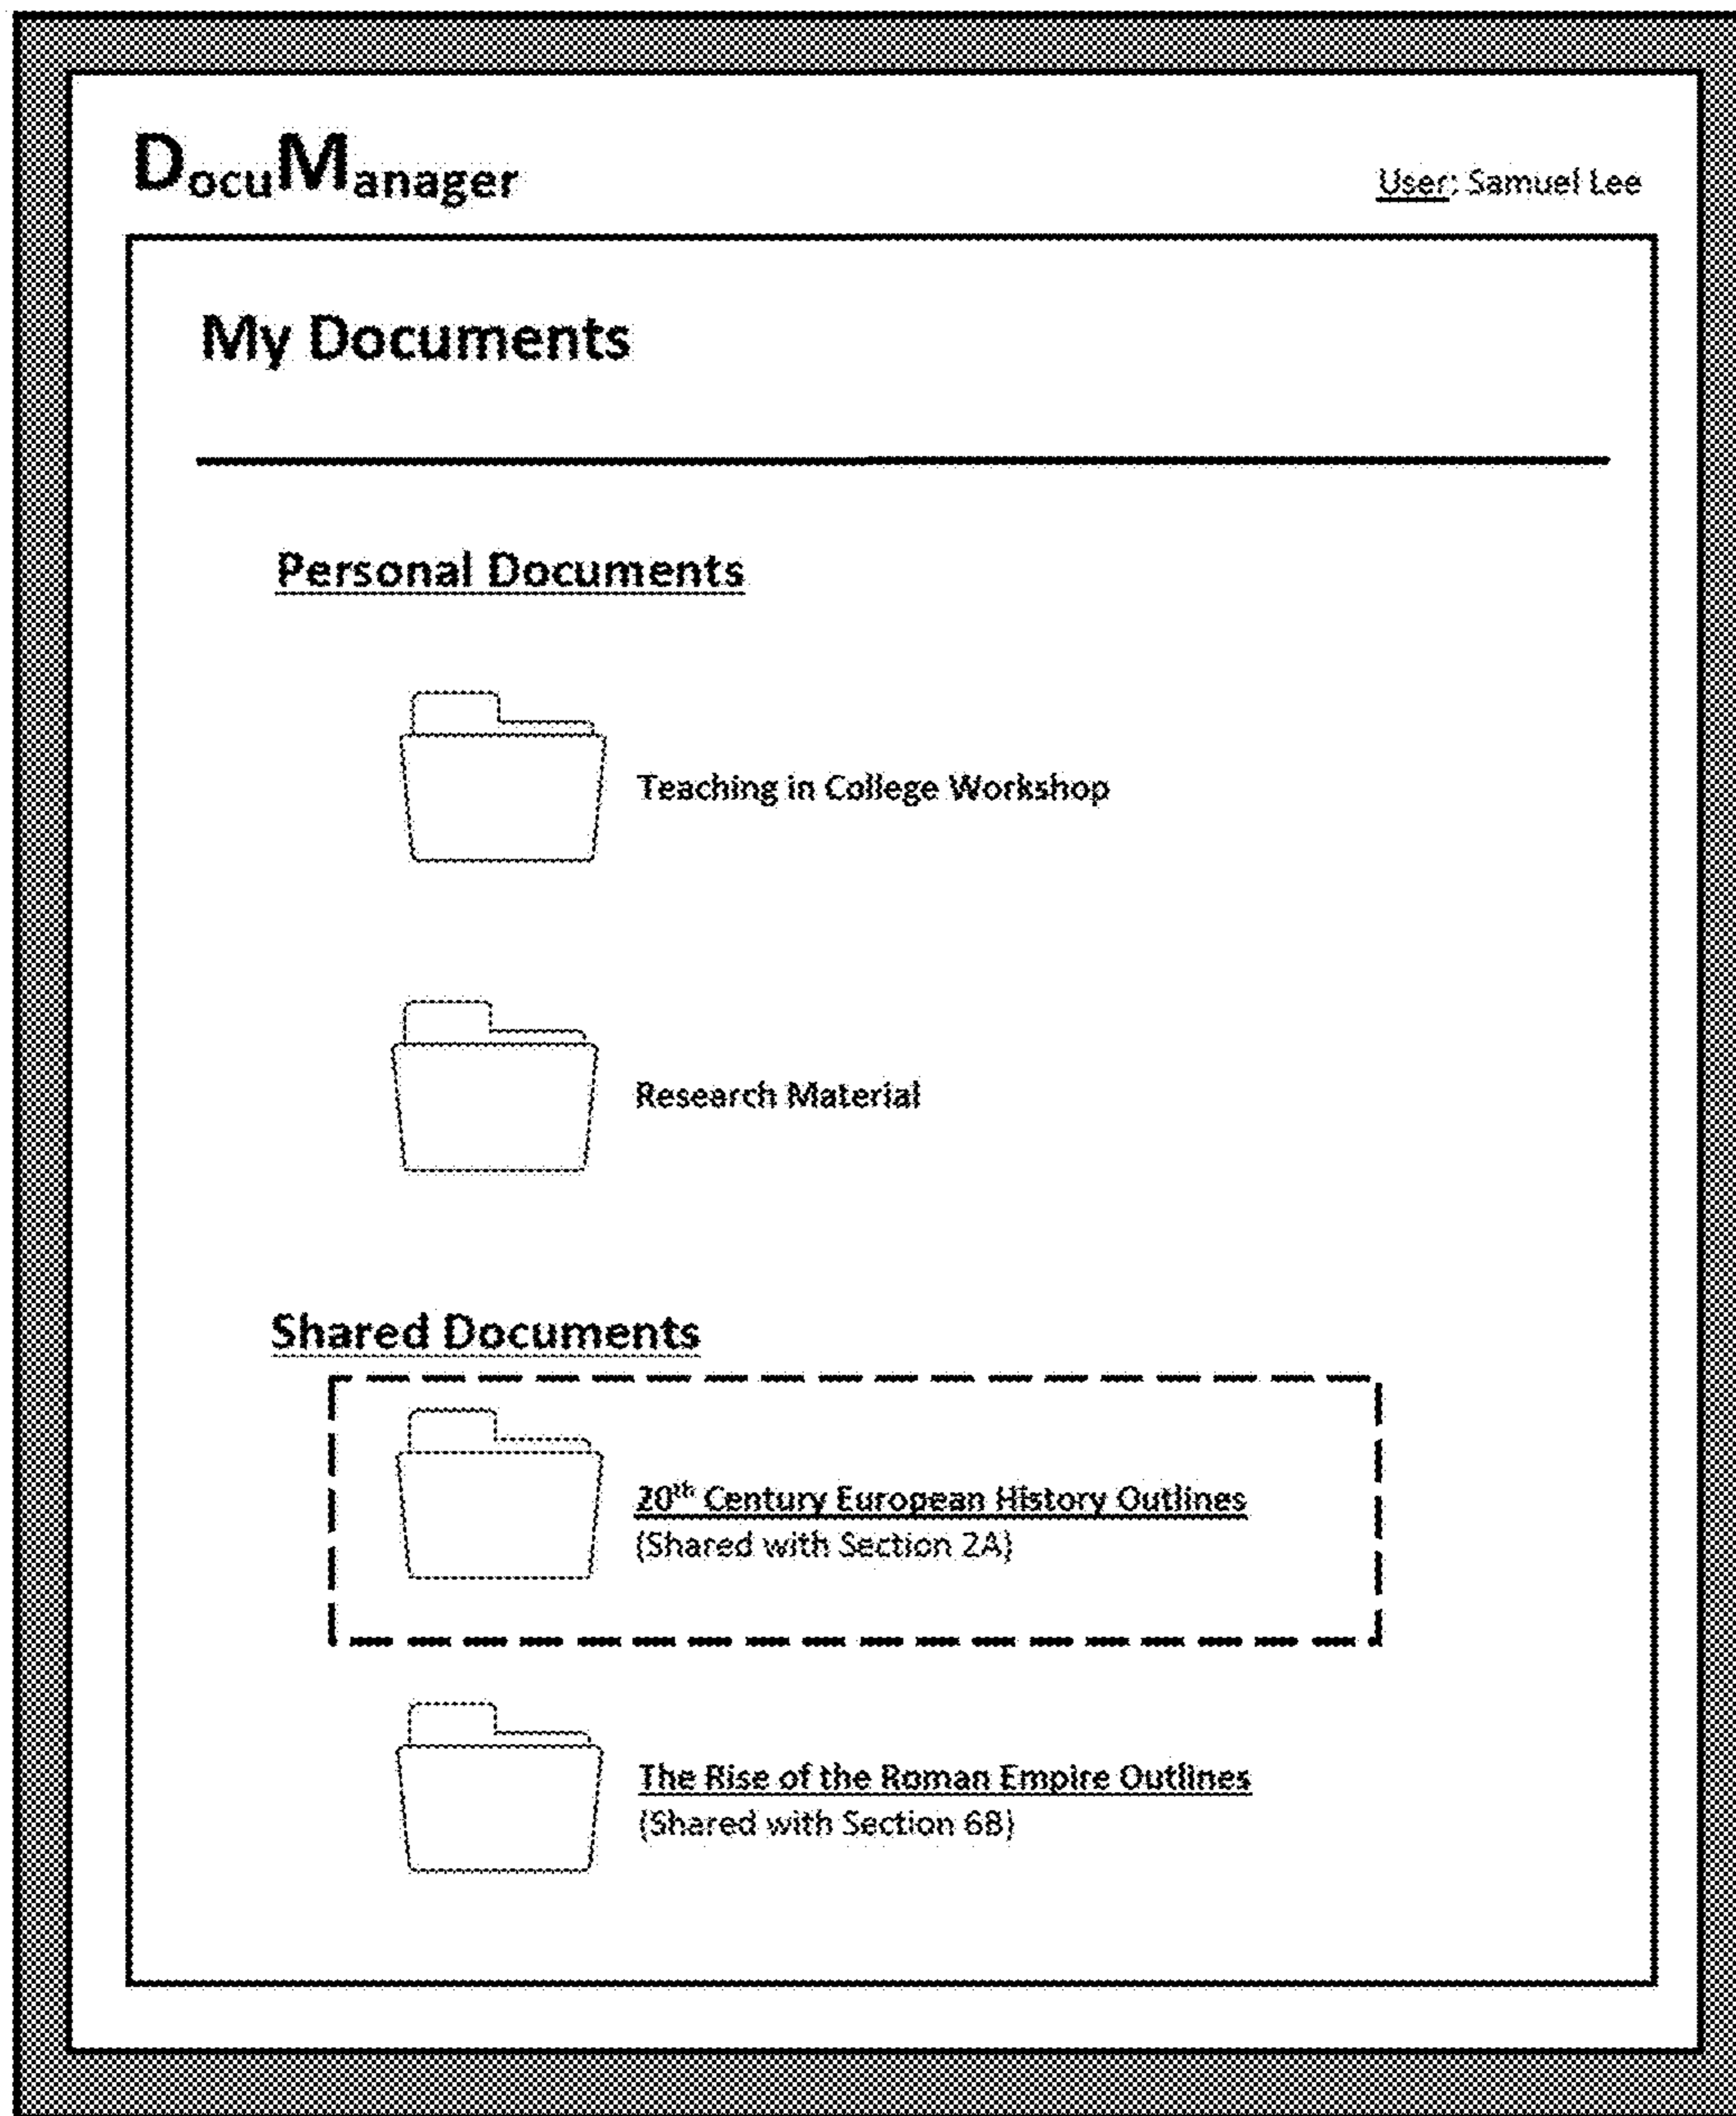 DocuManager
User: Samuel Lee
My Documents
Personal Documents
Teaching in College Workshop
Research Material
Shared Documents
20th Century European History Outlines
(Shared with Section 2A)
The Rise of the Roman Empire Outlines
(Shared with Section 6B)